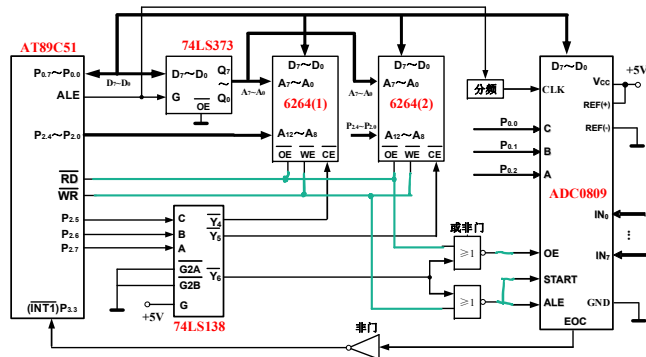 AT89C51
P0.7~P0.0
ALE
P2.4~P2.0
RD
WR
P2.5
P2.6
P2.7
(INT1)P3.3
D7~D0
74LS373
D7~D0
Q7
~
Q0
G
OE
A7~A0
6264(1)
D7~D0
A7~A0
A12~A8
OE WE CE
A7~A0
P2.4~P2.0
6264(2)
D7~D0
A7~A0
A12~A8
OE WE CE
分频
ADC0809
D7~D0
CLK
VCC
+5V
REF(+)
REF(-)
P0.0
C
P0.1
B
P0.2
A
IN0
⋮
IN7
OE
START
ALE
GND
EOC
74LS138
C
B
A
G2A
G2B
G
+5V
Y4
Y5
Y6
或非门
≥1
≥1
非门